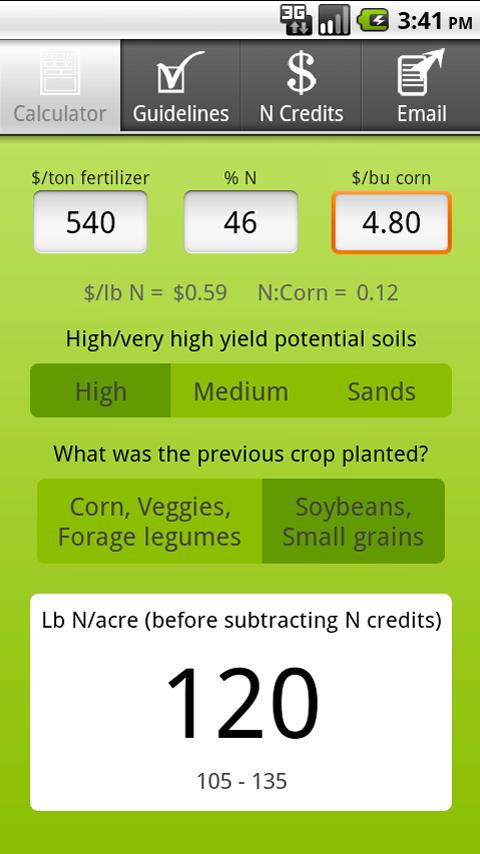 3G 3:41 PM
Calculator Guidelines N Credits Email
$/ton fertilizer % N $/bu corn
540 46 4.80
$/lb N = $0.59 N:Corn = 0.12
High/very high yield potential soils
High Medium Sands
What was the previous crop planted?
Corn, Veggies,
Forage legumes
Soybeans,
Small grains
Lb N/acre (before subtracting N credits)
120
105 - 135